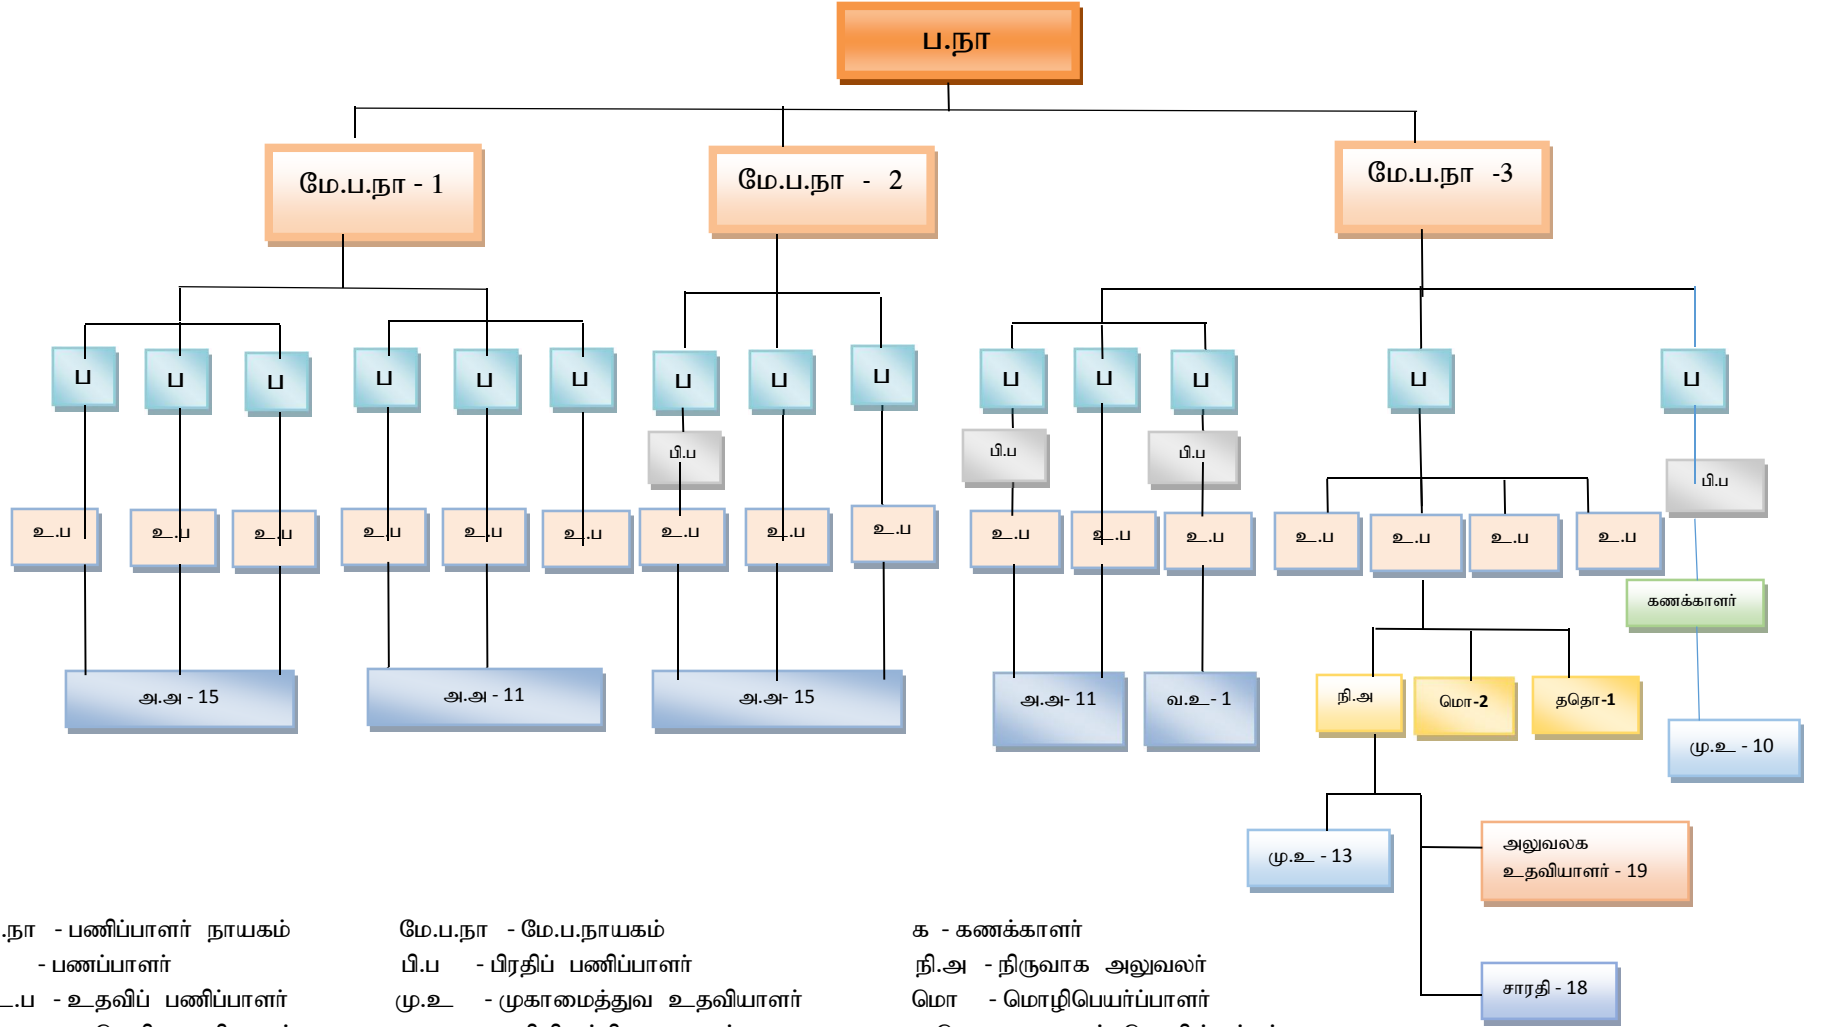 ப.நா
மே.ப.நா - 1
மே.ப.நா - 2
மே.ப.நா -3
ப ப ப ப ப ப ப ப ப ப ப ப ப ப
பி.ப பி.ப பி.ப பி.ப
உ.ப உ.ப உ.ப உ.ப உ.ப உ.ப உ.ப உ.ப உ.ப உ.ப உ.ப உ.ப உ.ப உ.ப உ.ப உ.ப
கணக்காளர்
அ.அ - 15
அ.அ - 11
அ.அ- 15
அ.அ- 11
வ.உ- 1
நி.அ
மொ-2
ததொ-1
மு.உ - 10
மு.உ - 13
அலுவலக
உதவியாளர் - 19
சாரதி - 18
.நா - பணிப்பாளர் நாயகம்
மே.ப.நா - மே.ப.நாயகம்
க - கணக்காளர்
- பணப்பாளர்
பி.ப - பிரதிப் பணிப்பாளர்
நி.அ - நிருவாக அலுவலர்
.ப - உதவிப் பணிப்பாளர்
மு.உ - முகாமைத்துவ உதவியாளர்
மொ - மொழிபெயர்ப்பாளர்